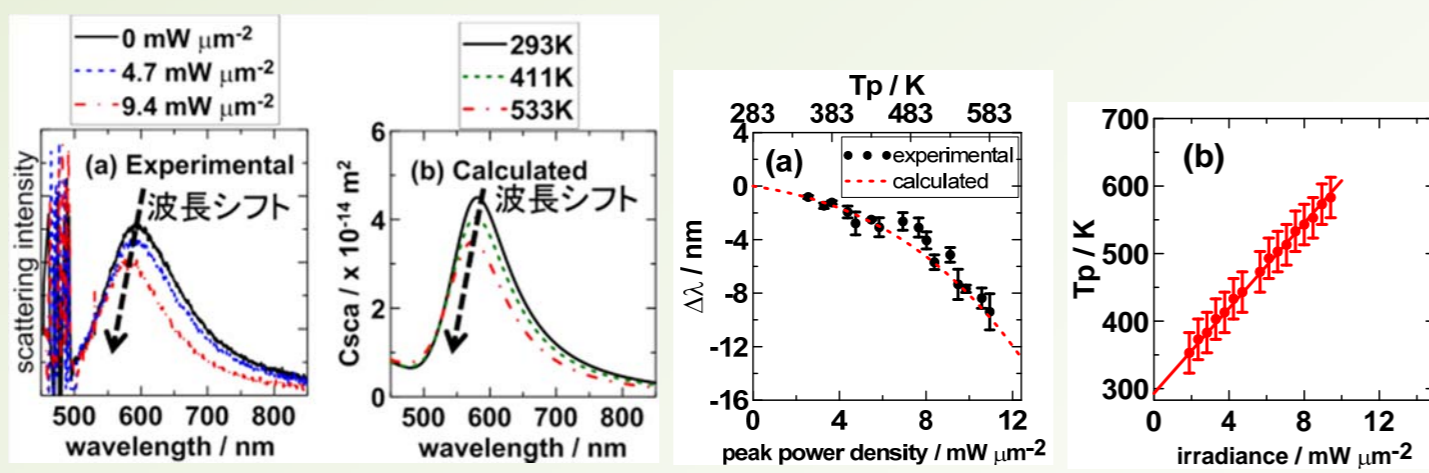 0 mW μm-2
4.7 mW μm-2
9.4 mW μm-2
(a) Experimental
波長シフト
scattering intensity
500 600 700 800
wavelength / nm
293K
411K
533K
6
4
2
0
(b) Calculated
波長シフト
Csca / x 10-14 m2
500 600 700 800
wavelength / nm
Tp / K
283 383 483 583
4
0
-4
-8
-12
-16
(a)
experimental
calculated
Δλ / nm
0 4 8 12
peak power density / mW μm-2
700
600
500
400
300
(b)
Tp / K
0 4 8 12
irradiance / mW μm-2